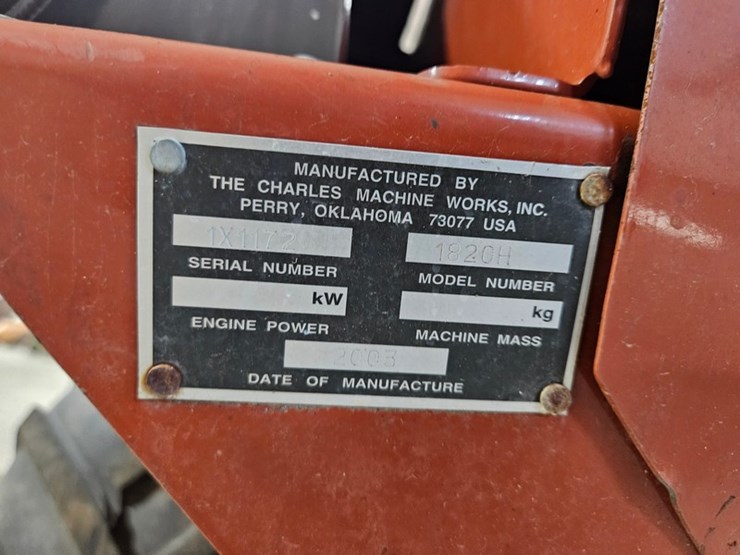 MANUFACTURED BY
THE CHARLES MACHINE WORKS, INC.
PERRY, OKLAHOMA 73077 USA
1820H
SERIAL NUMBER
MODEL NUMBER
kW
kg
ENGINE POWER
MACHINE MASS
2003
DATE OF MANUFACTURE